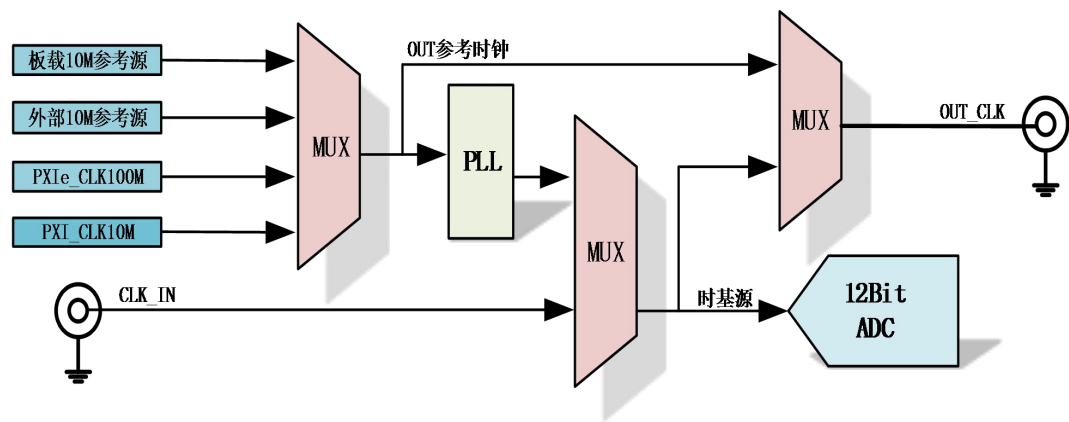 板载10M参考源
外部10M参考源
PXIe_CLK100M
PXI_CLK10M
MUX
OUT参考时钟
PLL
MUX
OUT_CLK
MUX
CLK_IN
时基源
12Bit
ADC